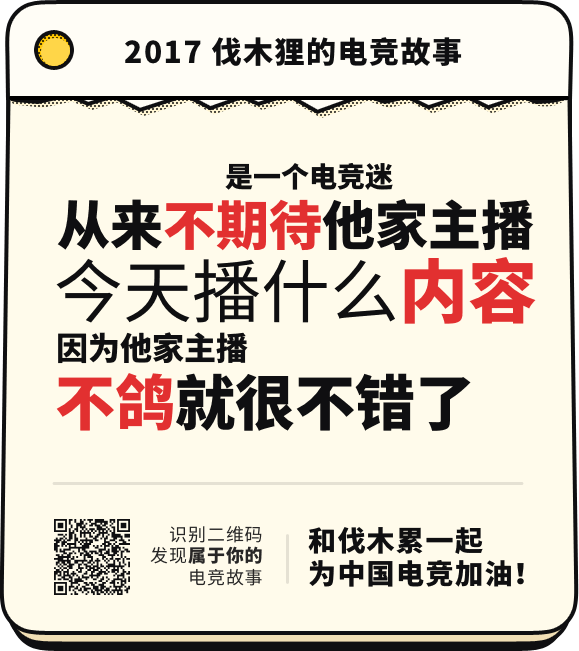 2017 伐木狸的电竞故事
是一个电竞迷
从来不期待他家主播
今天播什么内容
因为他家主播
不鸽就很不错了
识别二维码
发现属于你的
电竞故事
和伐木累一起
为中国电竞加油!